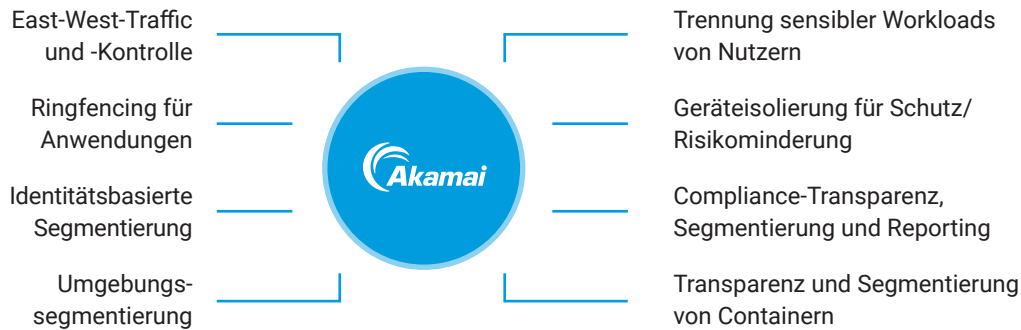 East-West-Traffic
und -Kontrolle
Ringfencing für
Anwendungen
Identitätsbasierte
Segmentierung
Umgebungs-
segmentierung
Akamai
Trennung sensibler Workloads
von Nutzern
Geräteisolierung für Schutz/
Risikominderung
Compliance-Transparenz,
Segmentierung und Reporting
Transparenz und Segmentierung
von Containern